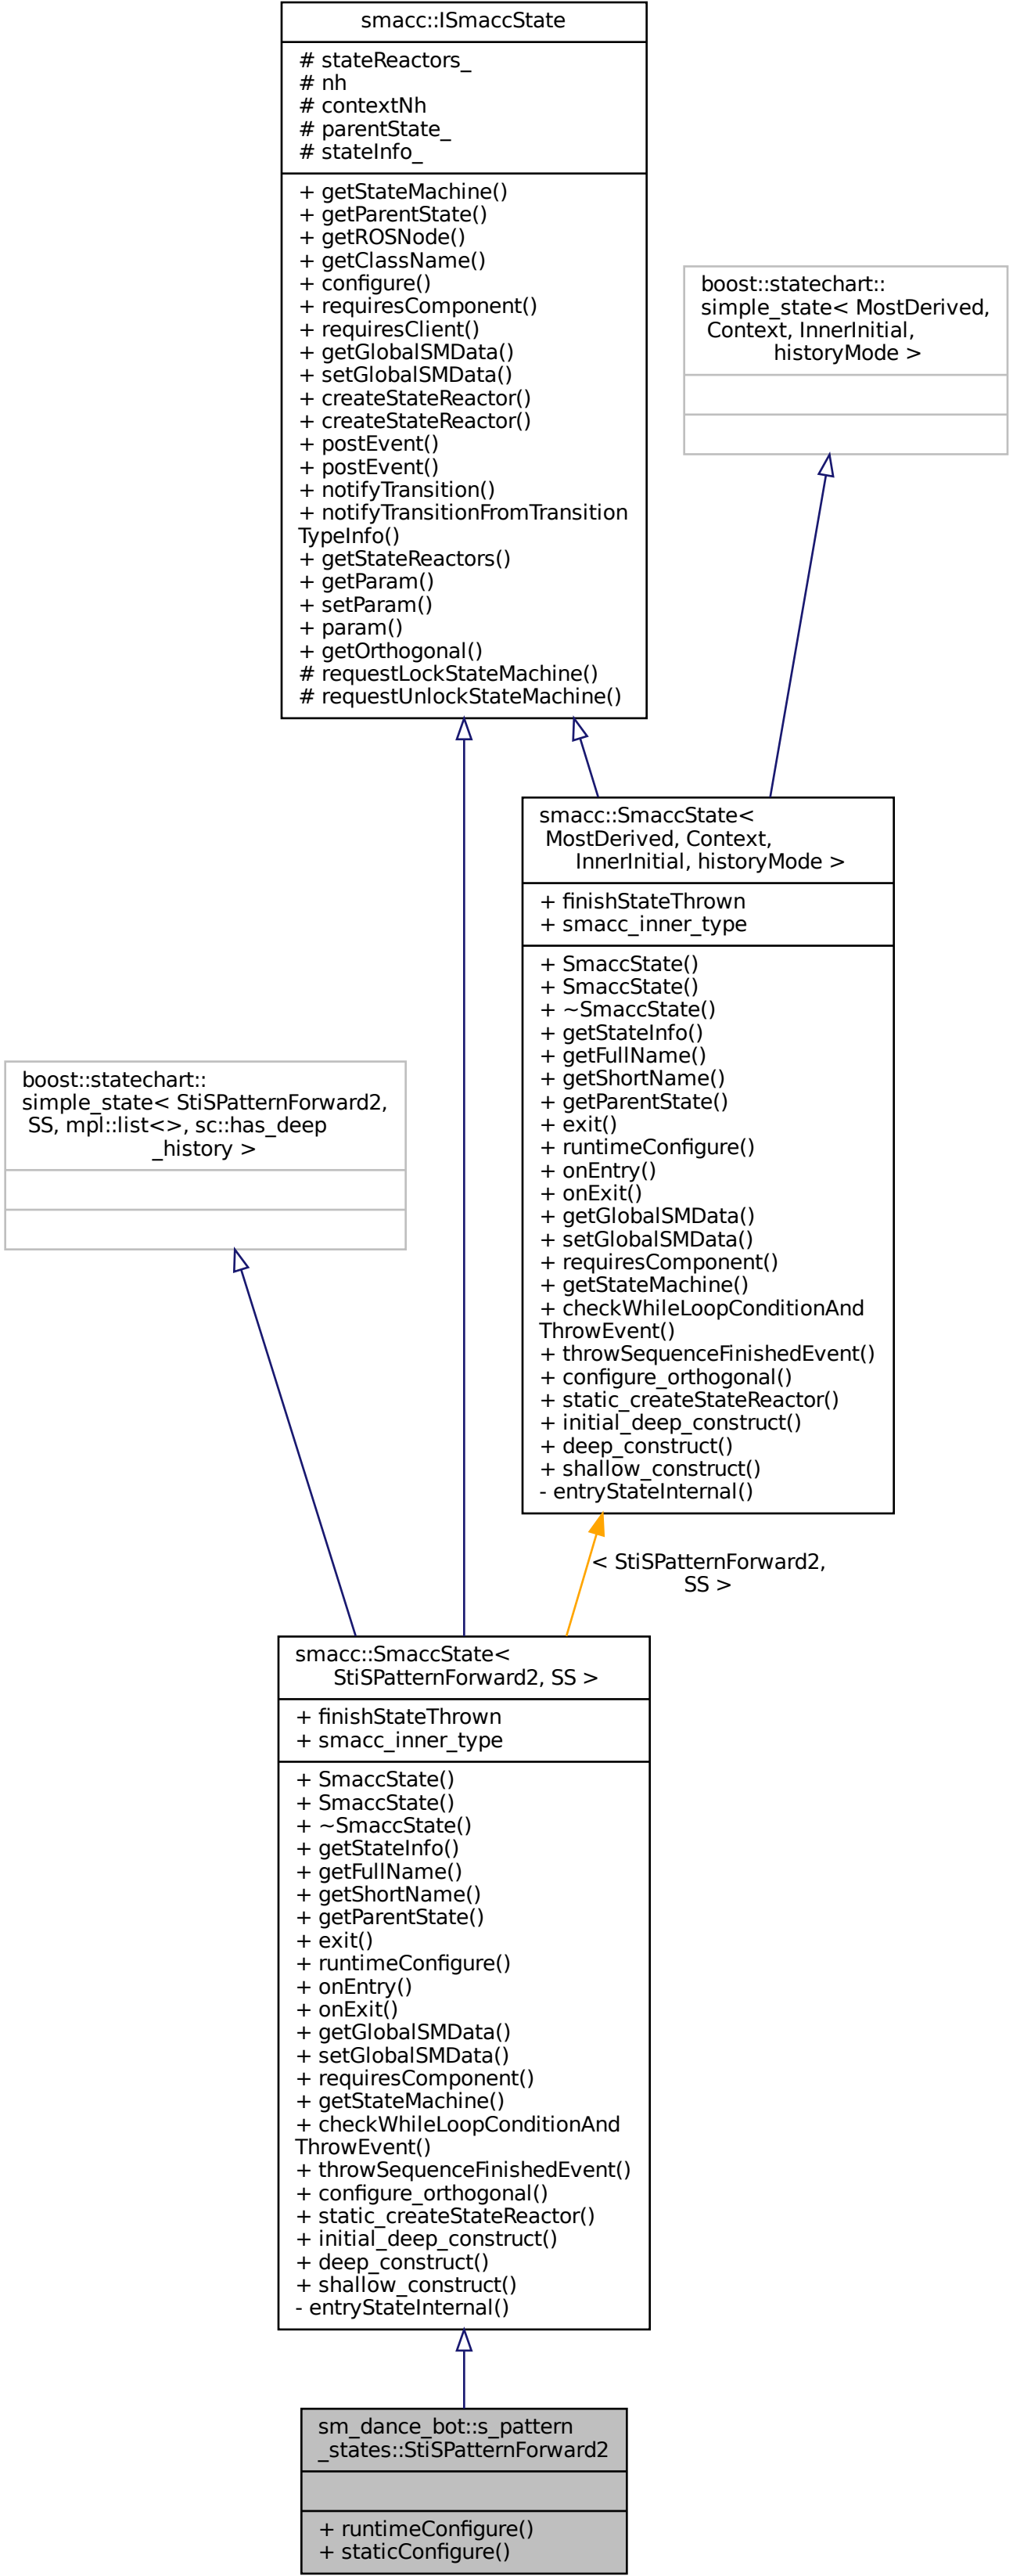 smacc::ISmaccState
# stateReactors_
# nh
# contextNh
# parentState_
# stateInfo_
+ getStateMachine()
+ getParentState()
+ getROSNode()
+ getClassName()
+ configure()
+ requiresComponent()
+ requiresClient()
+ getGlobalSMData()
+ setGlobalSMData()
+ createStateReactor()
+ createStateReactor()
+ postEvent()
+ postEvent()
+ notifyTransition()
+ notifyTransitionFromTransition
TypeInfo()
+ getStateReactors()
+ getParam()
+ setParam()
+ param()
+ getOrthogonal()
# requestLockStateMachine()
# requestUnlockStateMachine()
boost::statechart::
simple_state< MostDerived,
Context, InnerInitial,
historyMode >
smacc::SmaccState<
MostDerived, Context,
InnerInitial, historyMode >
+ finishStateThrown
+ smacc_inner_type
+ SmaccState()
+ SmaccState()
+ ~SmaccState()
+ getStateInfo()
+ getFullName()
+ getShortName()
+ getParentState()
+ exit()
+ runtimeConfigure()
+ onEntry()
+ onExit()
+ getGlobalSMData()
+ setGlobalSMData()
+ requiresComponent()
+ getStateMachine()
+ checkWhileLoopConditionAnd
ThrowEvent()
+ throwSequenceFinishedEvent()
+ configure_orthogonal()
+ static_createStateReactor()
+ initial_deep_construct()
+ deep_construct()
+ shallow_construct()
- entryStateInternal()
boost::statechart::
simple_state< StiSPatternForward2,
SS, mpl::list<>, sc::has_deep
_history >
< StiSPatternForward2,
SS >
smacc::SmaccState<
StiSPatternForward2, SS >
+ finishStateThrown
+ smacc_inner_type
+ SmaccState()
+ SmaccState()
+ ~SmaccState()
+ getStateInfo()
+ getFullName()
+ getShortName()
+ getParentState()
+ exit()
+ runtimeConfigure()
+ onEntry()
+ onExit()
+ getGlobalSMData()
+ setGlobalSMData()
+ requiresComponent()
+ getStateMachine()
+ checkWhileLoopConditionAnd
ThrowEvent()
+ throwSequenceFinishedEvent()
+ configure_orthogonal()
+ static_createStateReactor()
+ initial_deep_construct()
+ deep_construct()
+ shallow_construct()
- entryStateInternal()
sm_dance_bot::s_pattern
_states::StiSPatternForward2
+ runtimeConfigure()
+ staticConfigure()